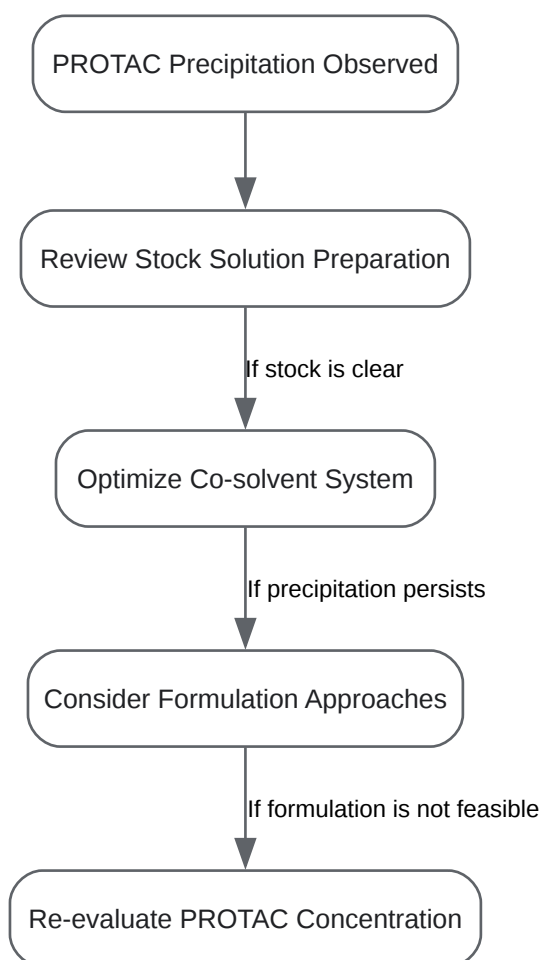 PROTAC Precipitation Observed
Review Stock Solution Preparation
If stock is clear
Optimize Co-solvent System
If precipitation persists
Consider Formulation Approaches
If formulation is not feasible
Re-evaluate PROTAC Concentration